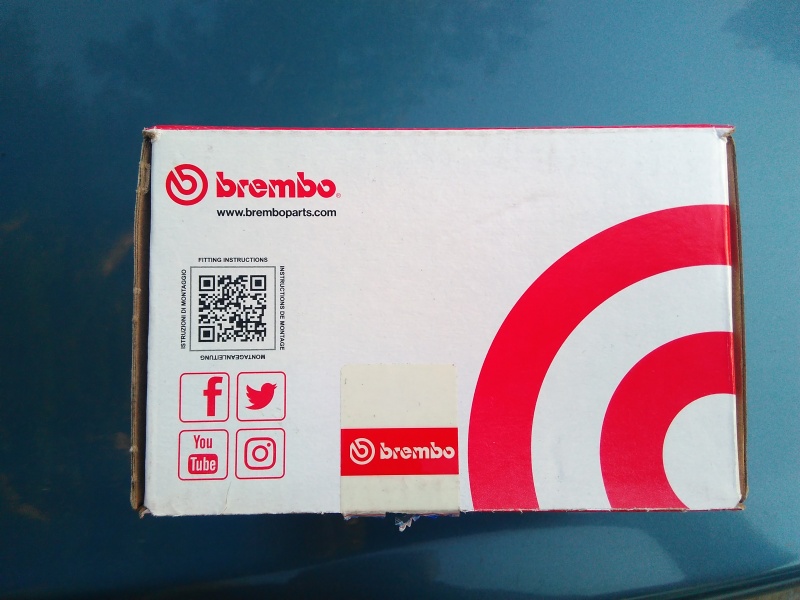 brembo®
www.bremboparts.com
FITTING INSTRUCTIONS
ISTRUZIONI DI MONTAGGIO
INSTRUCTIONS DE MONTAGE
MONTAGEANLEITUNG
f
You
Tube
brembo